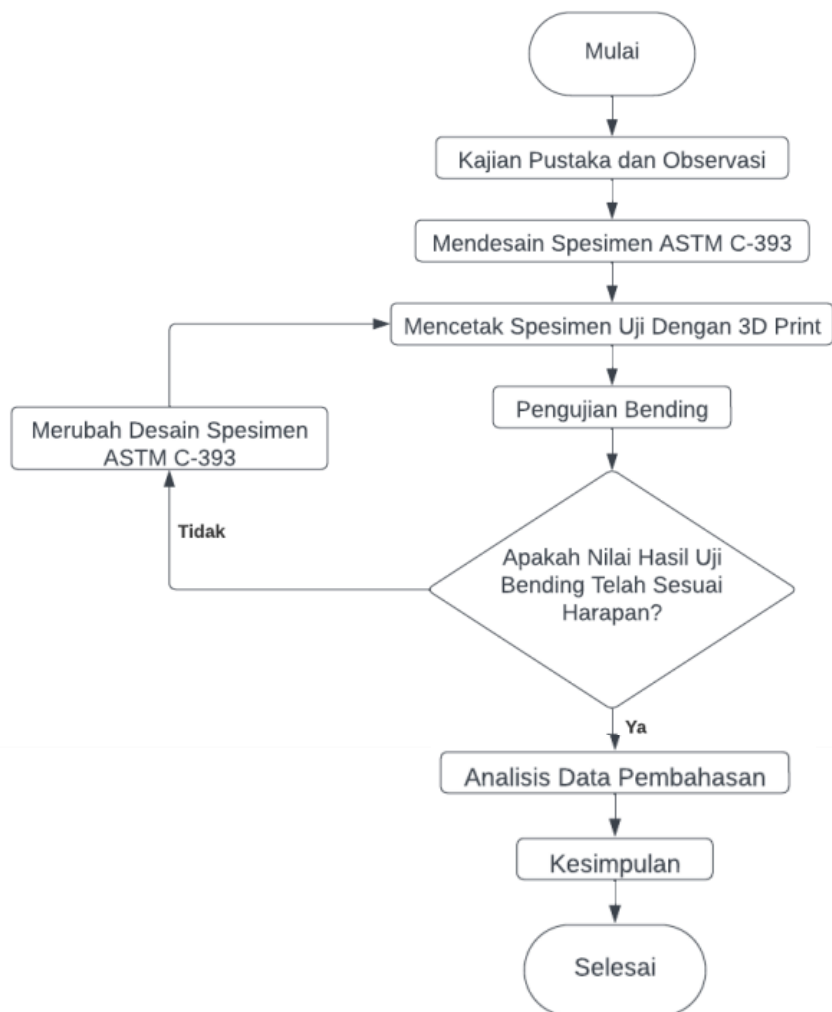 Mulai
Kajian Pustaka dan Observasi
Mendesain Spesimen ASTM C-393
Mencetak Spesimen Uji Dengan 3D Print
Pengujian Bending
Merubah Desain Spesimen
ASTM C-393
Tidak
Apakah Nilai Hasil Uji
Bending Telah Sesuai
Harapan?
Ya
Analisis Data Pembahasan
Kesimpulan
Selesai